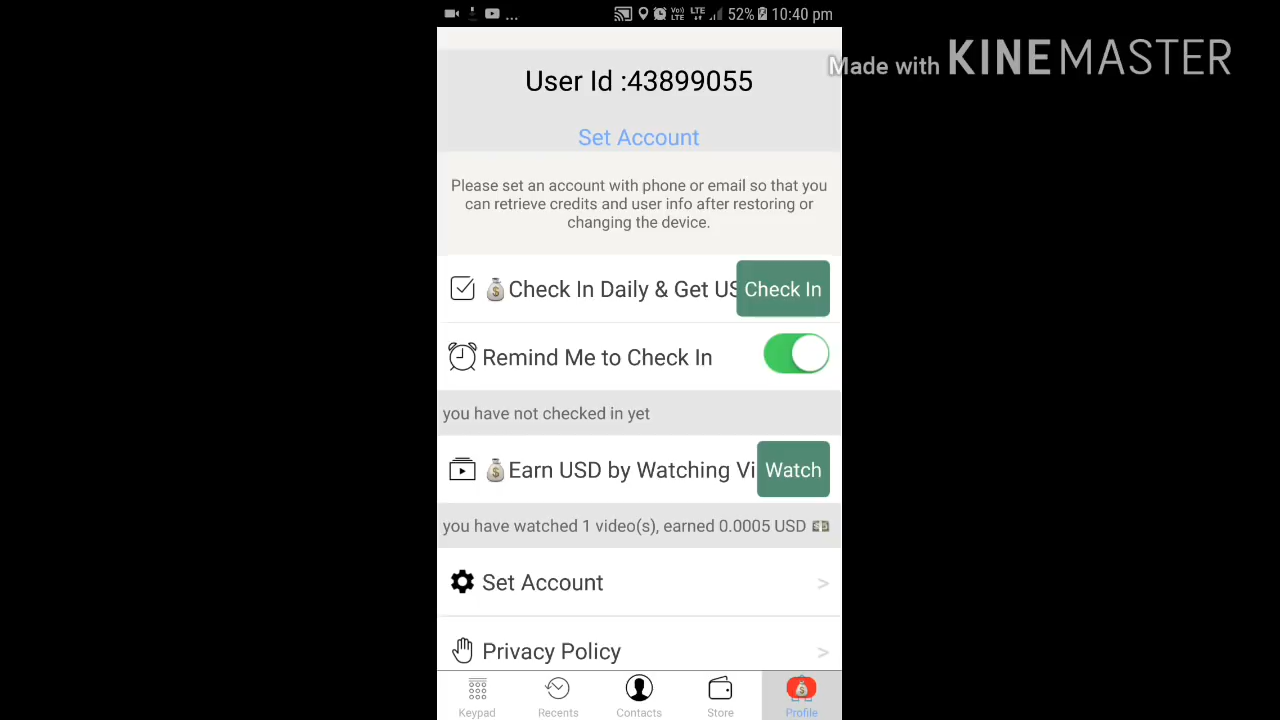 ... VoI) LTE LTE 52% 10:40 pm
Made with KINEMASTER
User Id :43899055
Set Account
Please set an account with phone or email so that you
can retrieve credits and user info after restoring or
changing the device.
Check In Daily & Get US Check In
Remind Me to Check In
you have not checked in yet
Earn USD by Watching Vi Watch
you have watched 1 video(s), earned 0.0005 USD
Set Account >
Privacy Policy >
Keypad Recents Contacts Store Profile